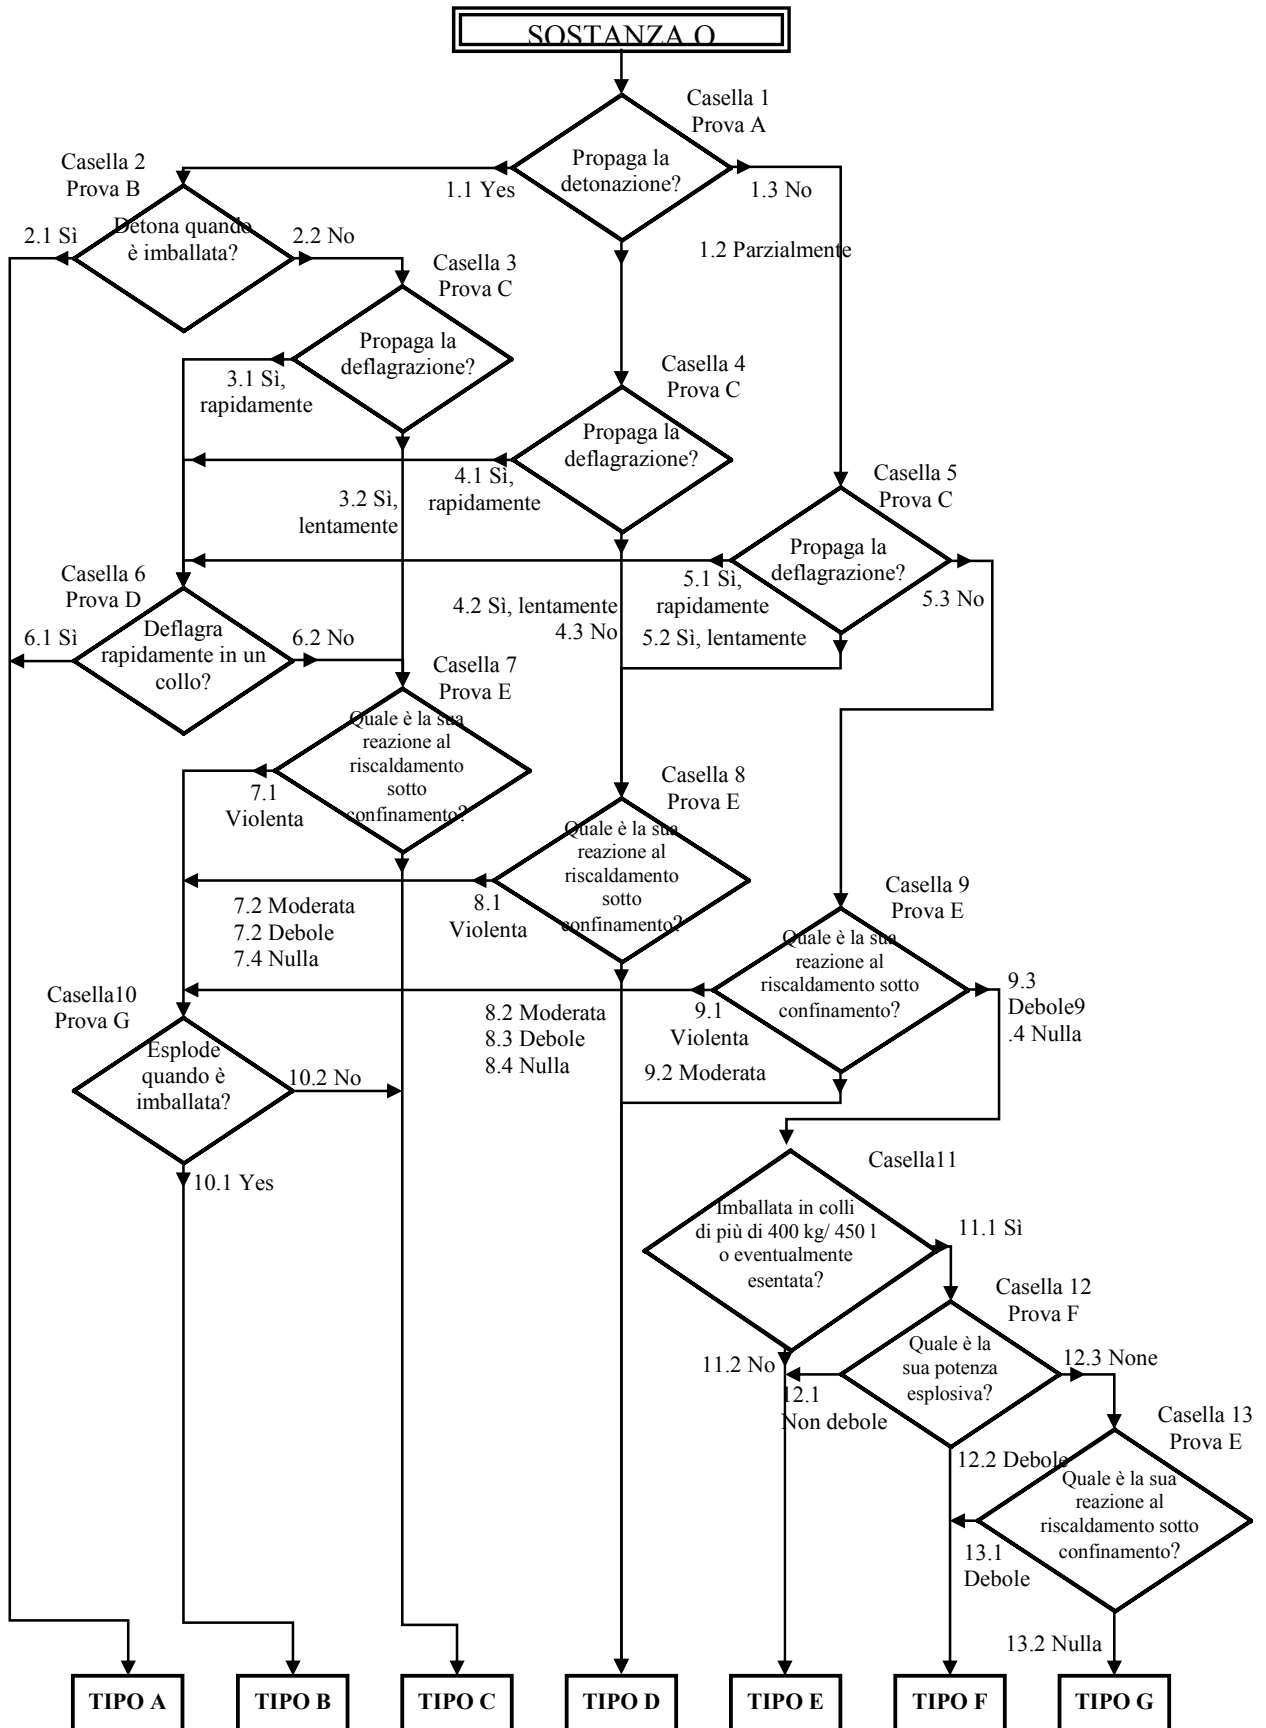 SOSTANZA O
Casella 1
Prova A
Propaga la
detonazione?
1.1 Yes
1.3 No
1.2 Parzialmente
Casella 2
Prova B
Detona quando
è imballata?
2.1 Sì
2.2 No
Casella 3
Prova C
Propaga la
deflagrazione?
3.1 Sì,
rapidamente
3.2 Sì,
lentamente
Casella 4
Prova C
Propaga la
deflagrazione?
4.1 Sì,
rapidamente
4.2 Sì, lentamente
4.3 No
Casella 5
Prova C
Propaga la
deflagrazione?
5.1 Sì,
rapidamente
5.2 Sì, lentamente
5.3 No
Casella 6
Prova D
Deflagra
rapidamente in un
collo?
6.1 Sì
6.2 No
Casella 7
Prova E
Quale è la sua
reazione al
riscaldamento
sotto
confinamento?
7.1
Violenta
7.2 Moderata
7.2 Debole
7.4 Nulla
Casella 8
Prova E
Quale è la sua
reazione al
riscaldamento
sotto
confinamento?
8.1
Violenta
8.2 Moderata
8.3 Debole
8.4 Nulla
Casella 9
Prova E
Quale è la sua
reazione al
riscaldamento sotto
confinamento?
9.1
Violenta
9.2 Moderata
9.3
Debole9
.4 Nulla
Casella10
Prova G
Esplode
quando è
imballata?
10.2 No
10.1 Yes
Casella11
Imballata in colli
di più di 400 kg/ 450 l
o eventualmente
esentata?
11.1 Sì
11.2 No
Casella 12
Prova F
Quale è la
sua potenza
esplosiva?
12.3 None
12.1
Non debole
12.2 Debole
Casella 13
Prova E
Quale è la sua
reazione al
riscaldamento sotto
confinamento?
13.1
Debole
13.2 Nulla
TIPO A
TIPO B
TIPO C
TIPO D
TIPO E
TIPO F
TIPO G